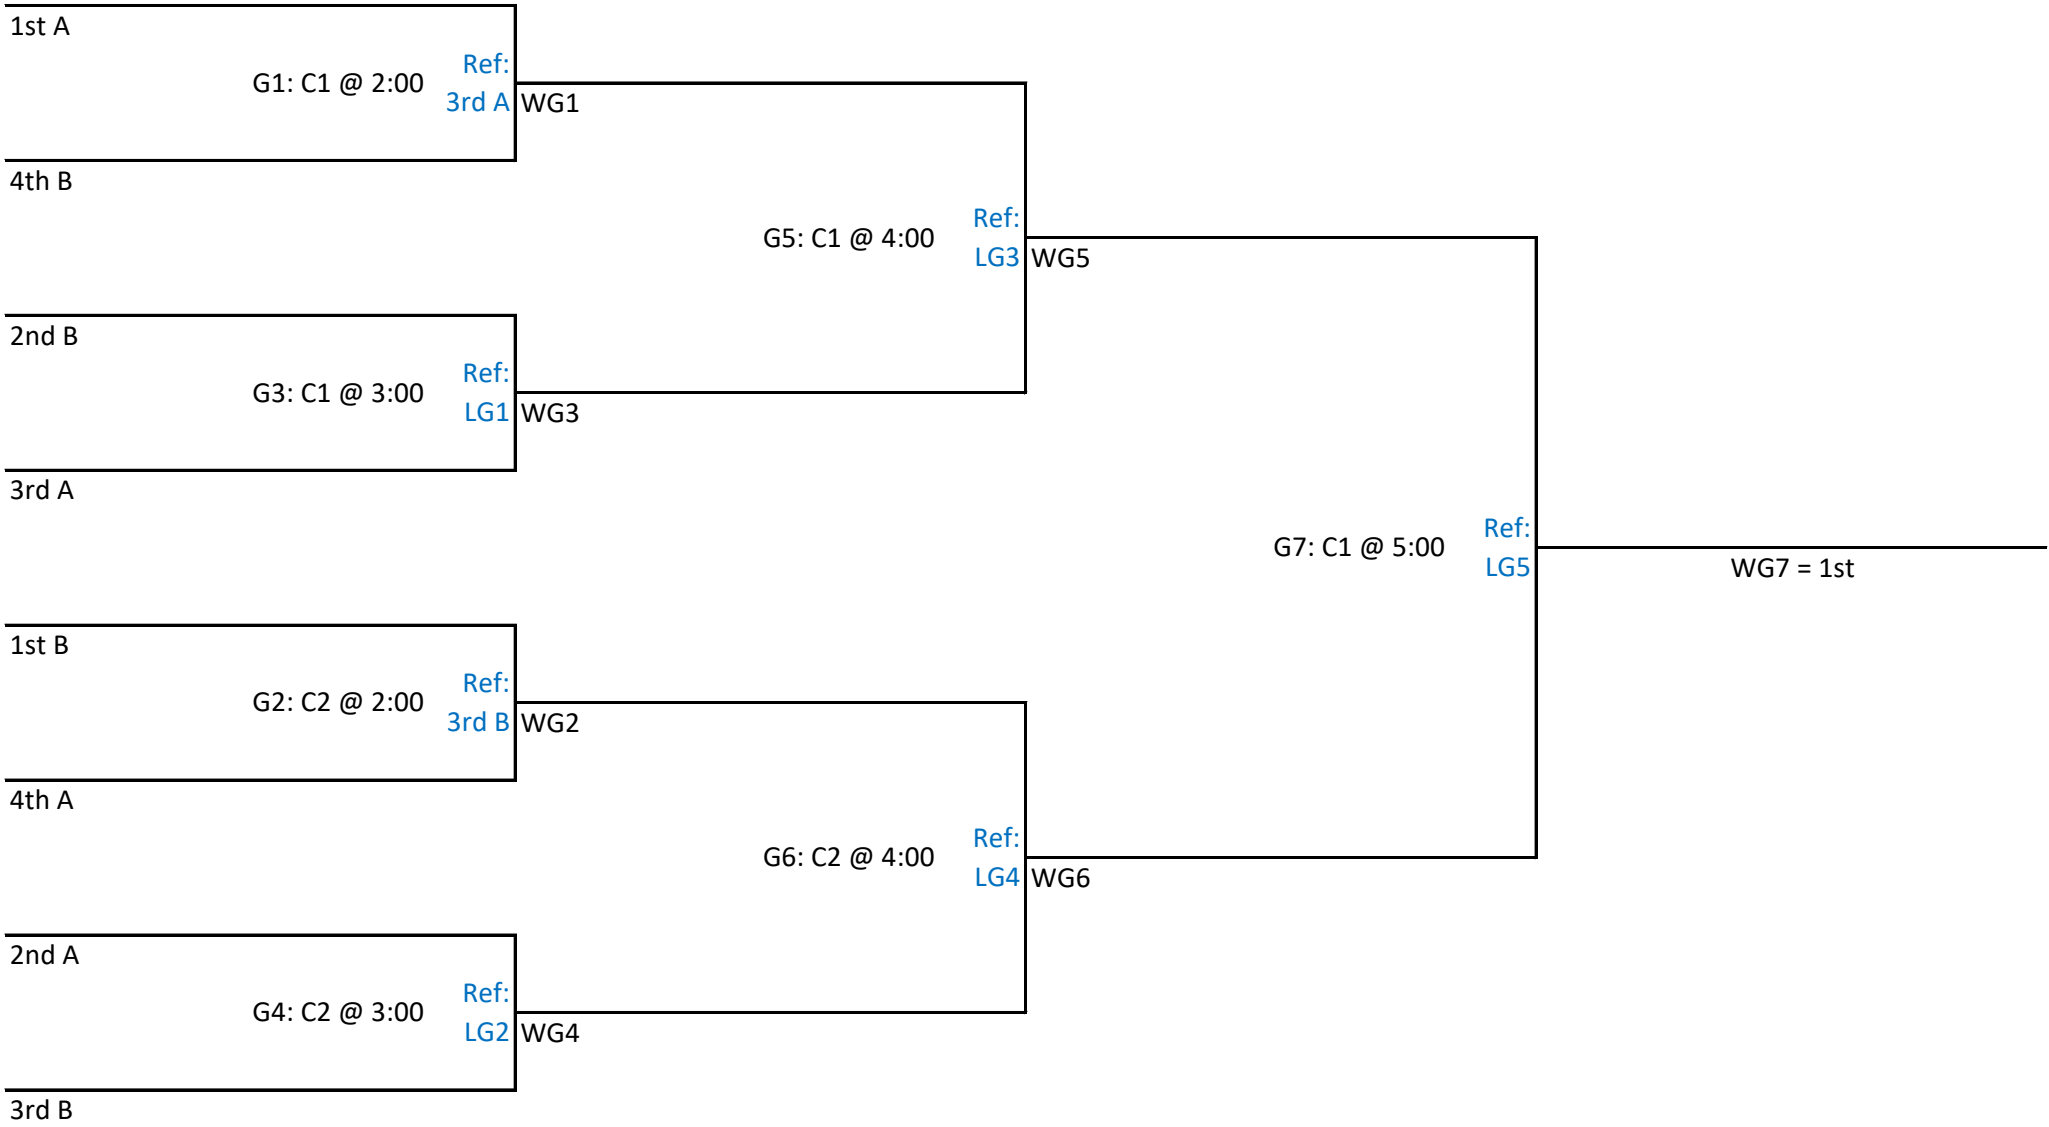 1st A
G1: C1 @ 2:00
Ref:
3rd A
WG1
4th B
G5: C1 @ 4:00
Ref:
LG3
WG5
2nd B
G3: C1 @ 3:00
Ref:
LG1
WG3
3rd A
G7: C1 @ 5:00
Ref:
LG5
WG7 = 1st
1st B
G2: C2 @ 2:00
Ref:
3rd B
WG2
4th A
G6: C2 @ 4:00
Ref:
LG4
WG6
2nd A
G4: C2 @ 3:00
Ref:
LG2
WG4
3rd B